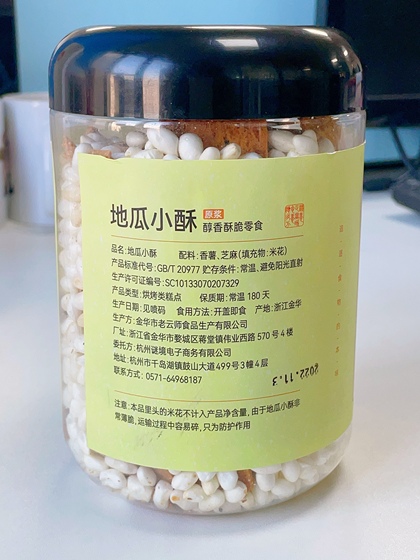 地瓜小酥 原浆
醇香酥脆零食
品名:地瓜小酥 配料:香薯、芝麻(填充物:米花)
产品标准代号:GB/T 20977 贮存条件:常温、避免阳光直射
生产许可证编号:SC10133070207329
产品类型:烘烤类糕点 保质期:常温 180 天
生产日期:见喷码 食用方法:开盖即食 产地:浙江金华
生产方:金华市老云师食品生产有限公司
厂址:浙江省金华市婺城区蒋堂镇伟业西路 570 号 4 楼
委托方:杭州谜境电子商务有限公司
地址:杭州市千岛湖镇鼓山大道499号3幢4层
联系方式:0571-64968187
2022.11.3
注意:本品里头的米花不计入产品净含量,由于地瓜小酥非
常薄脆,运输过程中容易碎,只为防护作用